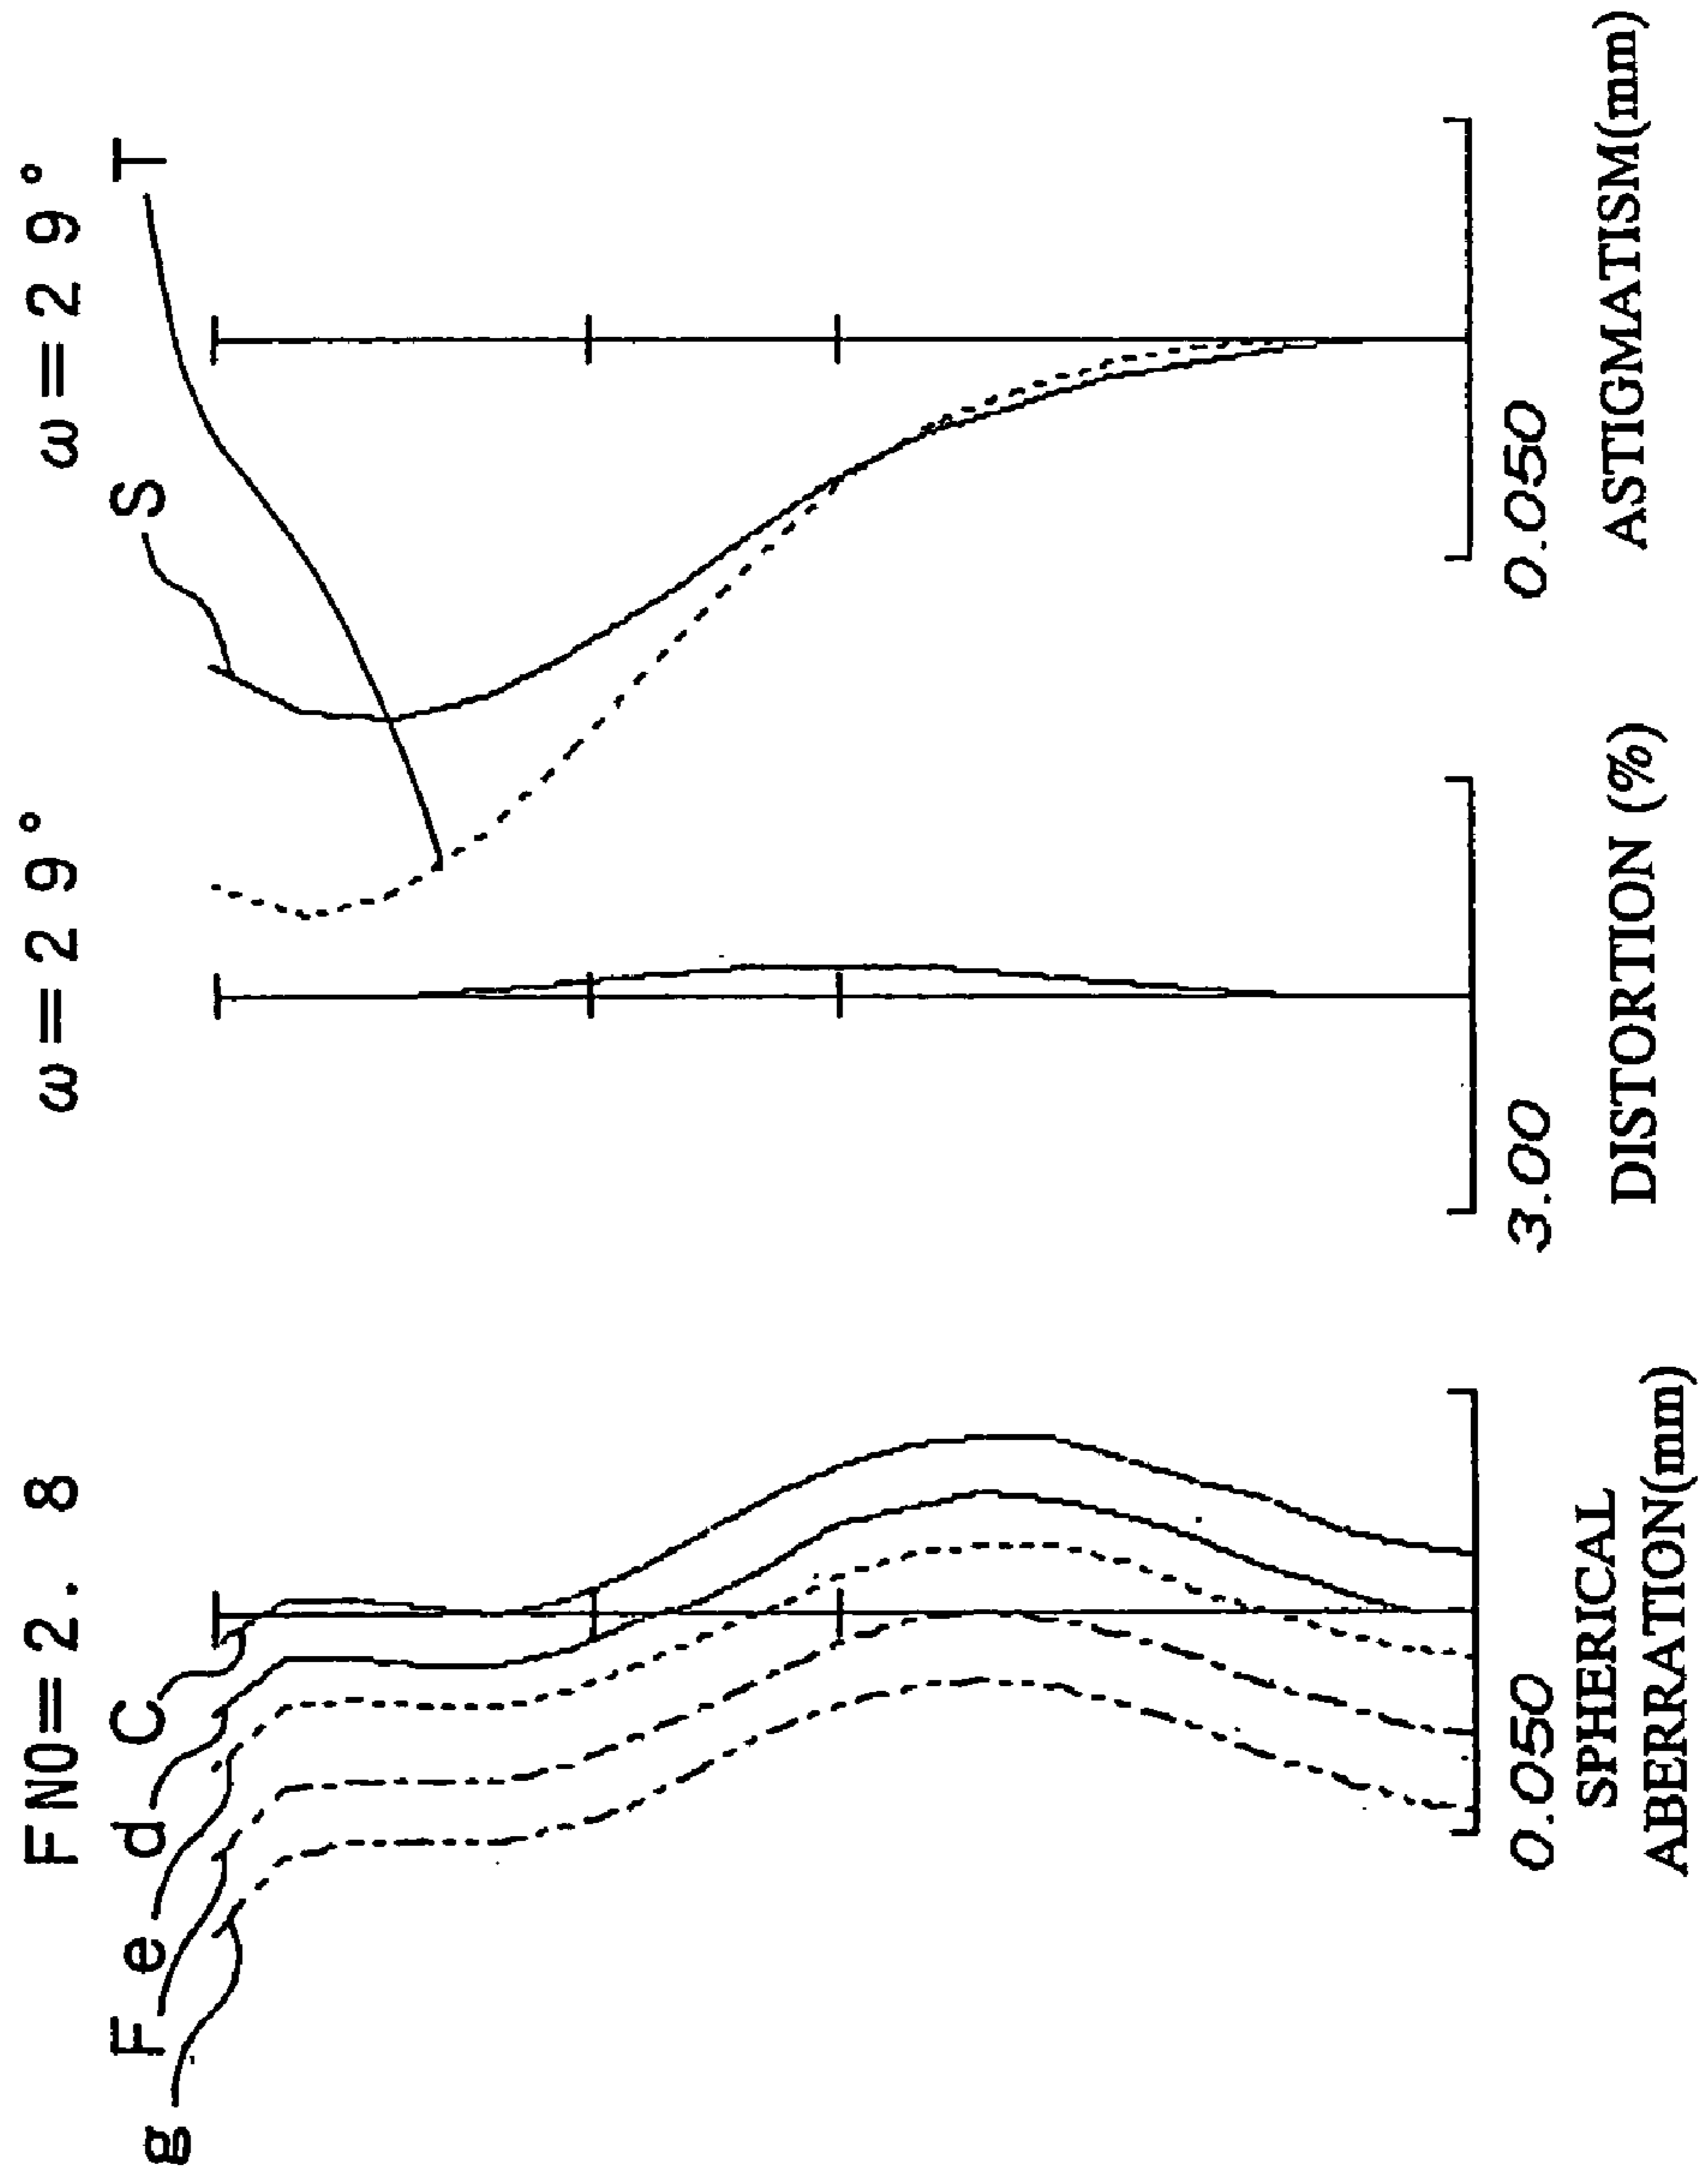 FNO=2.8
g
F
e
d
C
0.050
SPHERICAL
ABERRATION(mm)
ω=29°
3.00
DISTORTION (%)
ω=29°
S
T
0.050
ASTIGMATISM(mm)